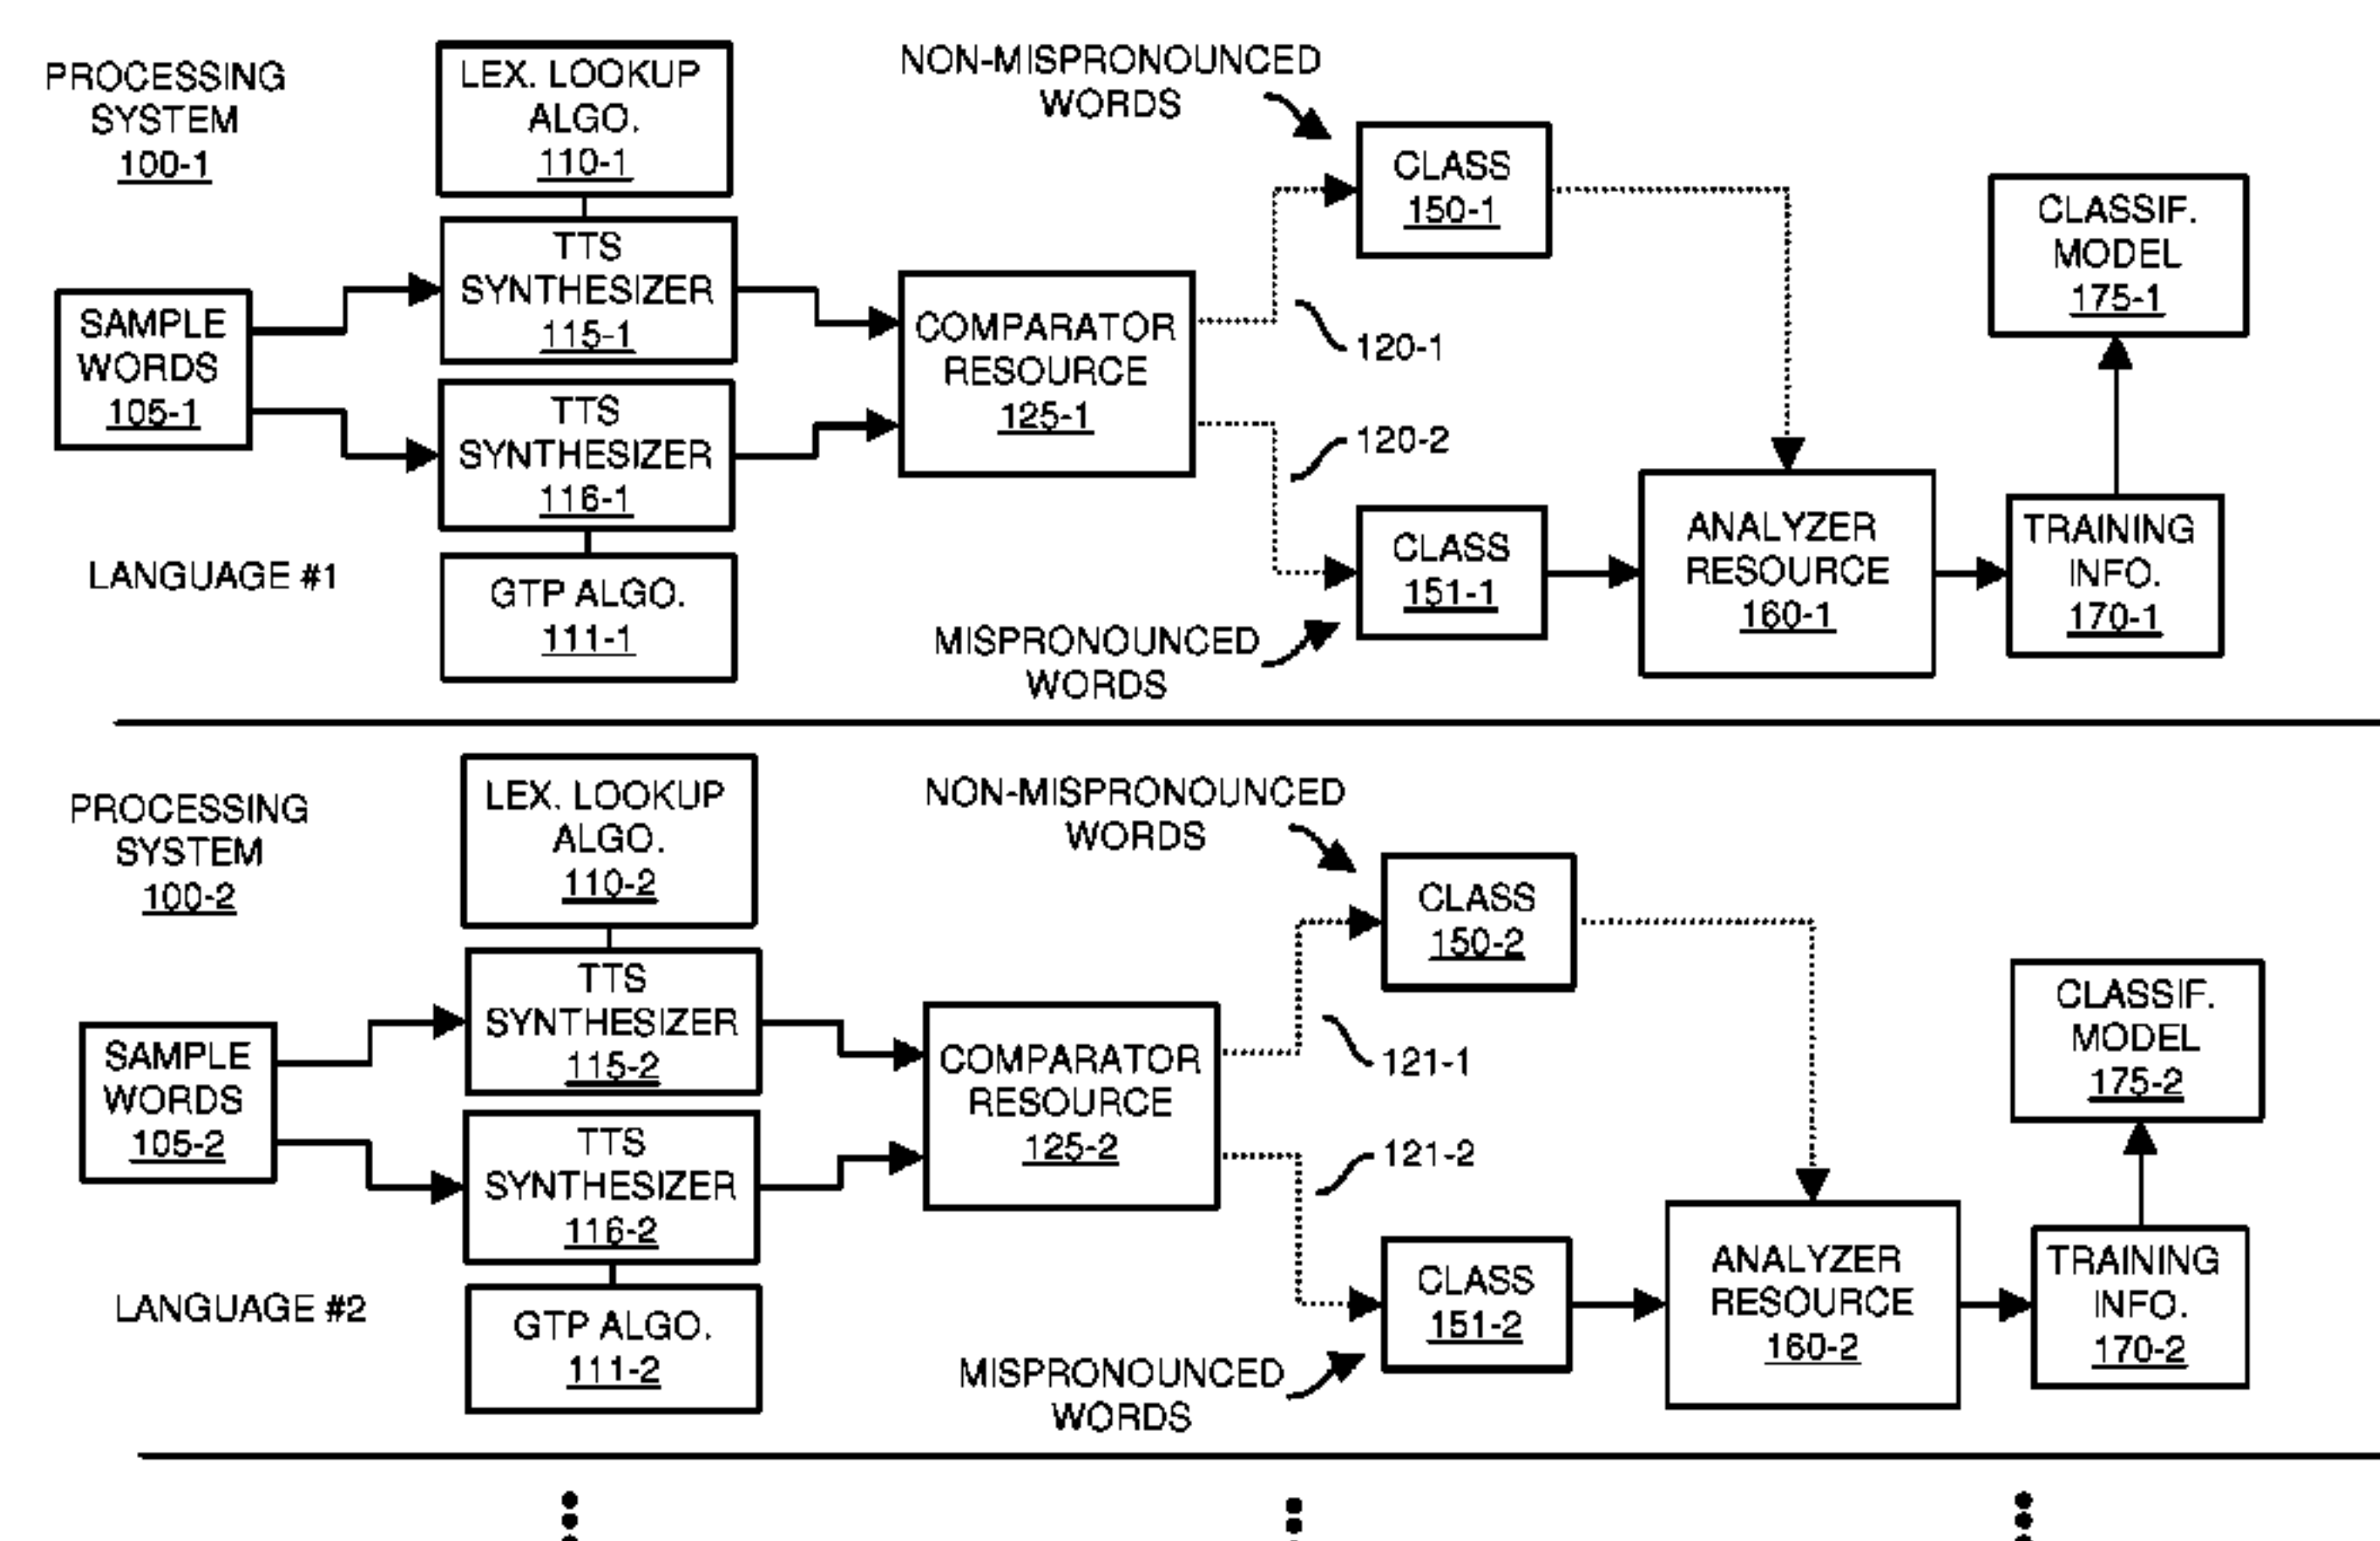 PROCESSING
SYSTEM
100-1
LEX. LOOKUP
ALGO.
110-1
NON-MISPRONOUNCED
WORDS
CLASS
150-1
CLASSIF.
MODEL
175-1
TTS
SYNTHESIZER
115-1
SAMPLE
WORDS
105-1
COMPARATOR
RESOURCE
125-1
120-1
TTS
SYNTHESIZER
116-1
120-2
CLASS
151-1
ANALYZER
RESOURCE
160-1
TRAINING
INFO.
170-1
LANGUAGE #1
GTP ALGO.
111-1
MISPRONOUNCED
WORDS
PROCESSING
SYSTEM
100-2
LEX. LOOKUP
ALGO.
110-2
NON-MISPRONOUNCED
WORDS
CLASS
150-2
CLASSIF.
MODEL
175-2
TTS
SYNTHESIZER
115-2
SAMPLE
WORDS
105-2
COMPARATOR
RESOURCE
125-2
121-1
TTS
SYNTHESIZER
116-2
121-2
CLASS
151-2
ANALYZER
RESOURCE
160-2
TRAINING
INFO.
170-2
LANGUAGE #2
GTP ALGO.
111-2
MISPRONOUNCED
WORDS